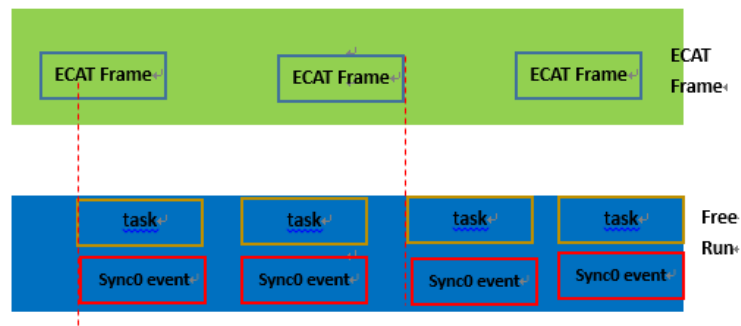 ECAT Frame
ECAT Frame
ECAT Frame
ECAT
Frame
task
task
task
task
Free
Run
Sync0 event
Sync0 event
Sync0 event
Sync0 event